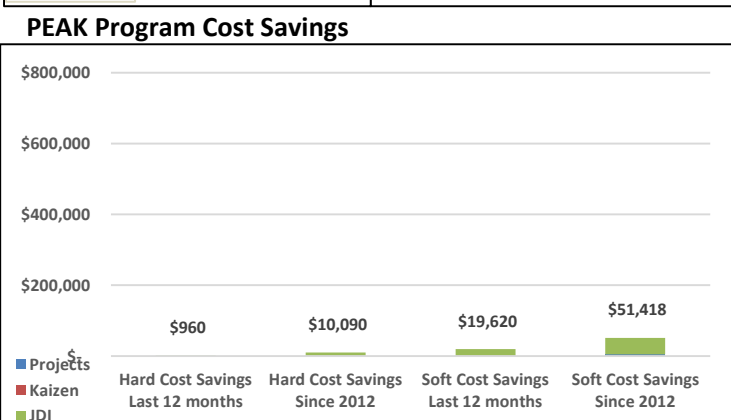 PEAK Program Cost Savings
$800,000
$600,000
$400,000
$200,000
$-
$960
$10,090
$19,620
$51,418
Hard Cost Savings
Last 12 months
Hard Cost Savings
Since 2012
Soft Cost Savings
Last 12 months
Soft Cost Savings
Since 2012
Projects
Kaizen
JDI